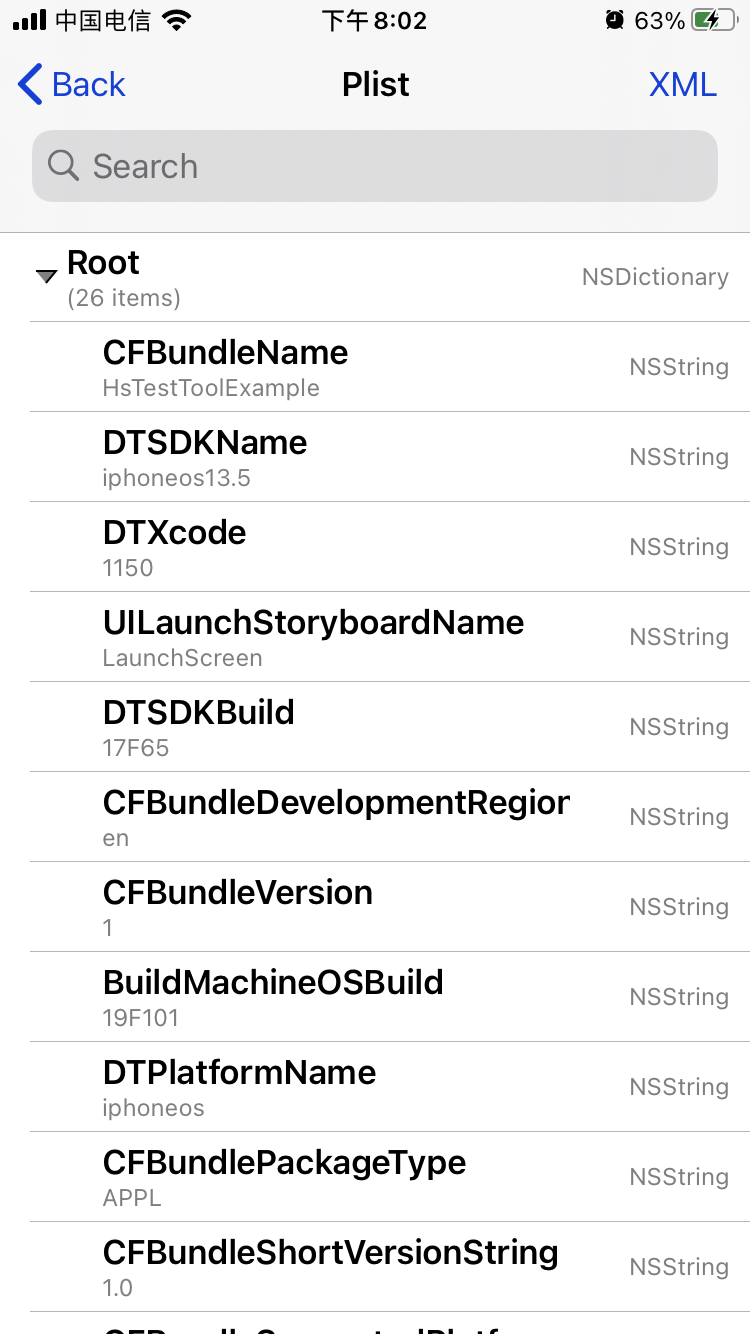 中国电信 下午8:02 63%
Back Plist XML
Search
Root
(26 items)
NSDictionary
CFBundleName
HsTestToolExample
NSString
DTSDKName
iphoneos13.5
NSString
DTXcode
1150
NSString
UILaunchStoryboardName
LaunchScreen
NSString
DTSDKBuild
17F65
NSString
CFBundleDevelopmentRegion
en
NSString
CFBundleVersion
1
NSString
BuildMachineOSBuild
19F101
NSString
DTPlatformName
iphoneos
NSString
CFBundlePackageType
APPL
NSString
CFBundleShortVersionString
1.0
NSString